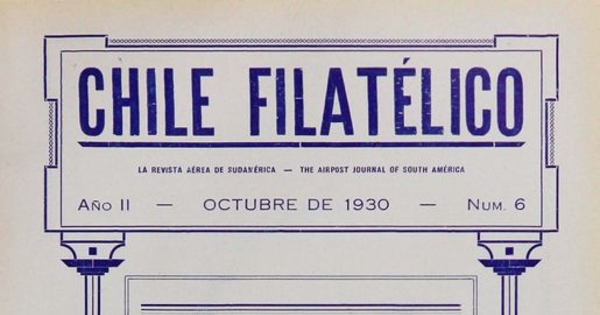 CHILE FILATÉLICO
LA REVISTA AÉREA DE SUDAMÉRICA — THE AIRPOST JOURNAL OF SOUTH AMÉRICA
AÑO II — OCTUBRE DE 1930 — NUM. 6